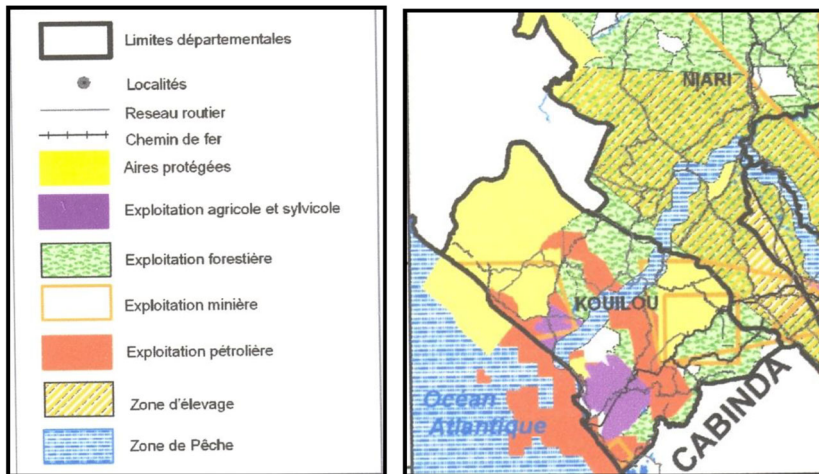 Limites départementales
Localités
Reseau routier
Chemin de fer
Aires protégées
Exploitation agricole et sylvicole
Exploitation forestière
Exploitation minière
Exploitation pétrolière
Zone d'élevage
Zone de Pêche
NIARI
KOUILOU
CABINDA
Océan
Atlantique